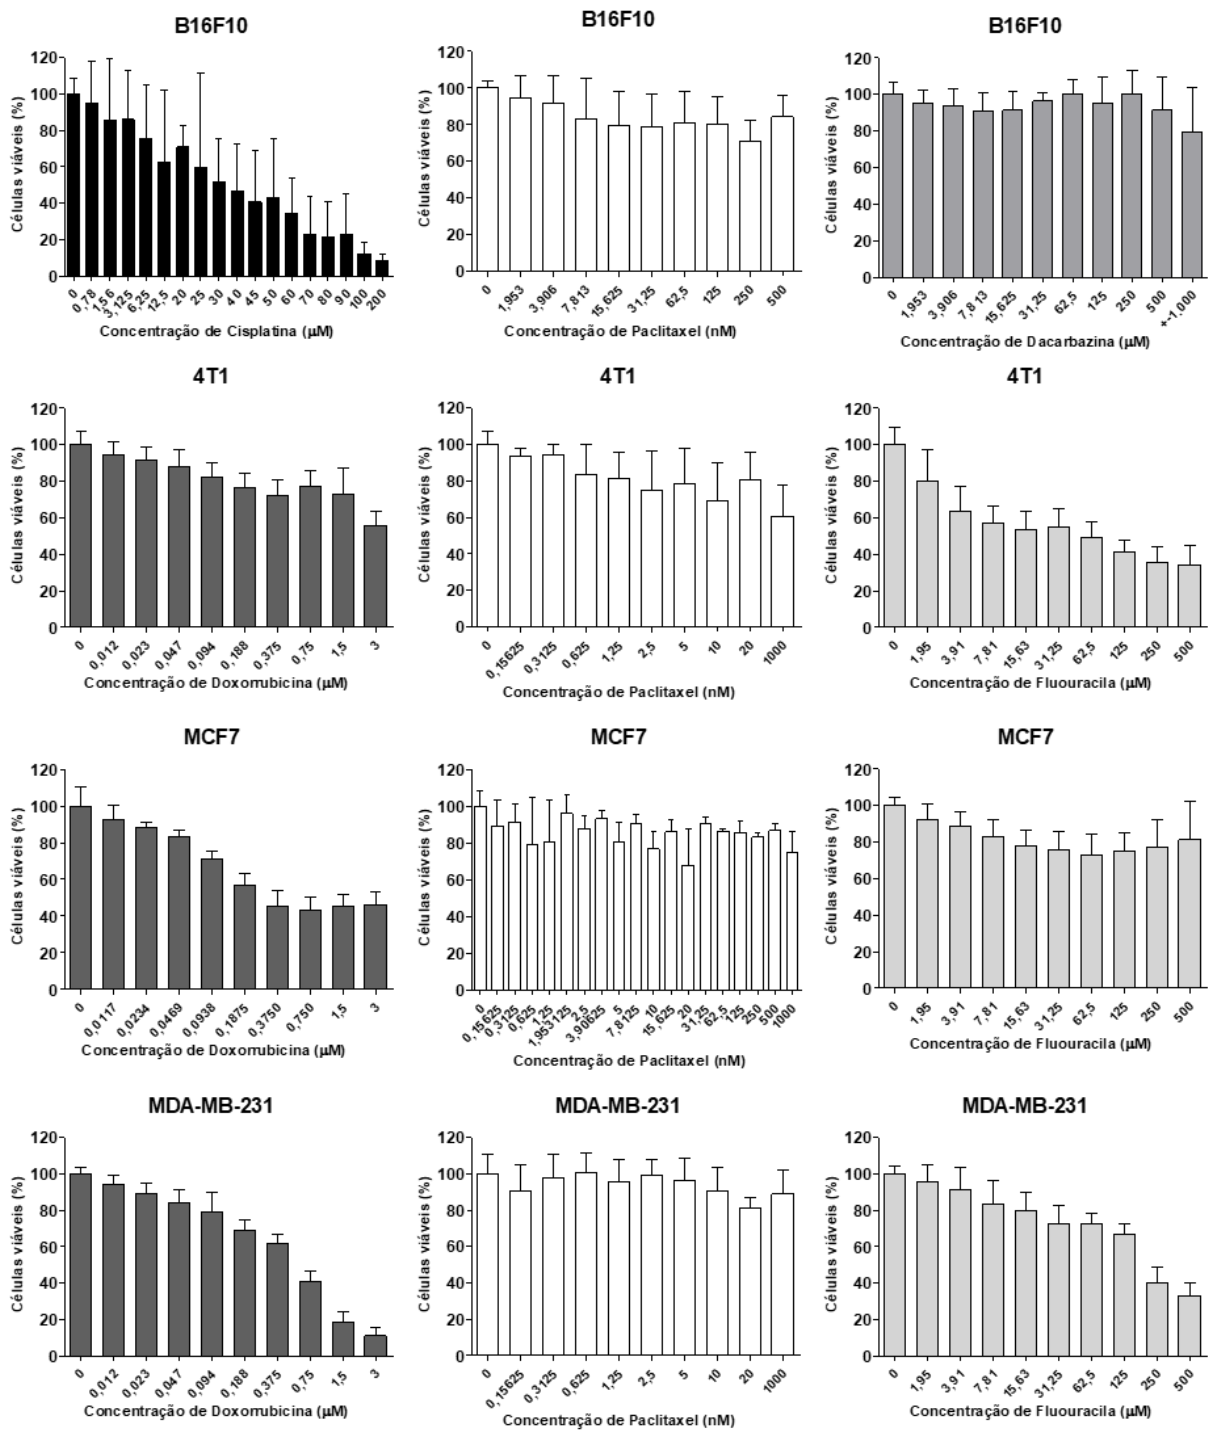 B16F10
120
100
80
60
40
20
0
Células viáveis (%)
0 0,78 1,56 3,125 6,25 12,5 20 25 30 40 45 50 60 70 80 90 100 200
Concentração de Cisplatina (µM)
B16F10
120
100
80
60
40
20
0
Células viáveis (%)
0 1,953 3,906 7,813 15,625 31,25 62,5 125 250 500
Concentração de Paclitaxel (nM)
B16F10
120
100
80
60
40
20
0
Células viáveis (%)
0 1,953 3,906 7,813 15,625 31,25 62,5 125 250 500 +-1,000
Concentração de Dacarbazina (µM)
4T1
120
100
80
60
40
20
0
Células viáveis (%)
0 0,012 0,023 0,047 0,094 0,188 0,375 0,75 1,5 3
Concentração de Doxorrubicina (µM)
4T1
120
100
80
60
40
20
0
Células viáveis (%)
0 0,15625 0,3125 0,625 1,25 2,5 5 10 20 1000
Concentração de Paclitaxel (nM)
4T1
120
100
80
60
40
20
0
Células viáveis (%)
0 1,95 3,91 7,81 15,63 31,25 62,5 125 250 500
Concentração de Fluouracila (µM)
MCF7
120
100
80
60
40
20
0
Células viáveis (%)
0 0,0117 0,0234 0,0469 0,0938 0,1875 0,3750 0,750 1,5 3
Concentração de Doxorrubicina (µM)
MCF7
120
100
80
60
40
20
0
Células viáveis (%)
0 0,15625 0,3125 0,625 1,25 1,953125 2,5 3,90625 5 7,8125 10 15,625 20 31,25 62,5 125 250 500 1000
Concentração de Paclitaxel (nM)
MCF7
120
100
80
60
40
20
0
Células viáveis (%)
0 1,95 3,91 7,81 15,63 31,25 62,5 125 250 500
Concentração de Fluouracila (µM)
MDA-MB-231
120
100
80
60
40
20
0
Células viáveis (%)
0 0,012 0,023 0,047 0,094 0,188 0,375 0,75 1,5 3
Concentração de Doxorrubicina (µM)
MDA-MB-231
120
100
80
60
40
20
0
Células viáveis (%)
0 0,15625 0,3125 0,625 1,25 2,5 5 10 20 1000
Concentração de Paclitaxel (nM)
MDA-MB-231
120
100
80
60
40
20
0
Células viáveis (%)
0 1,95 3,91 7,81 15,63 31,25 62,5 125 250 500
Concentração de Fluouracila (µM)